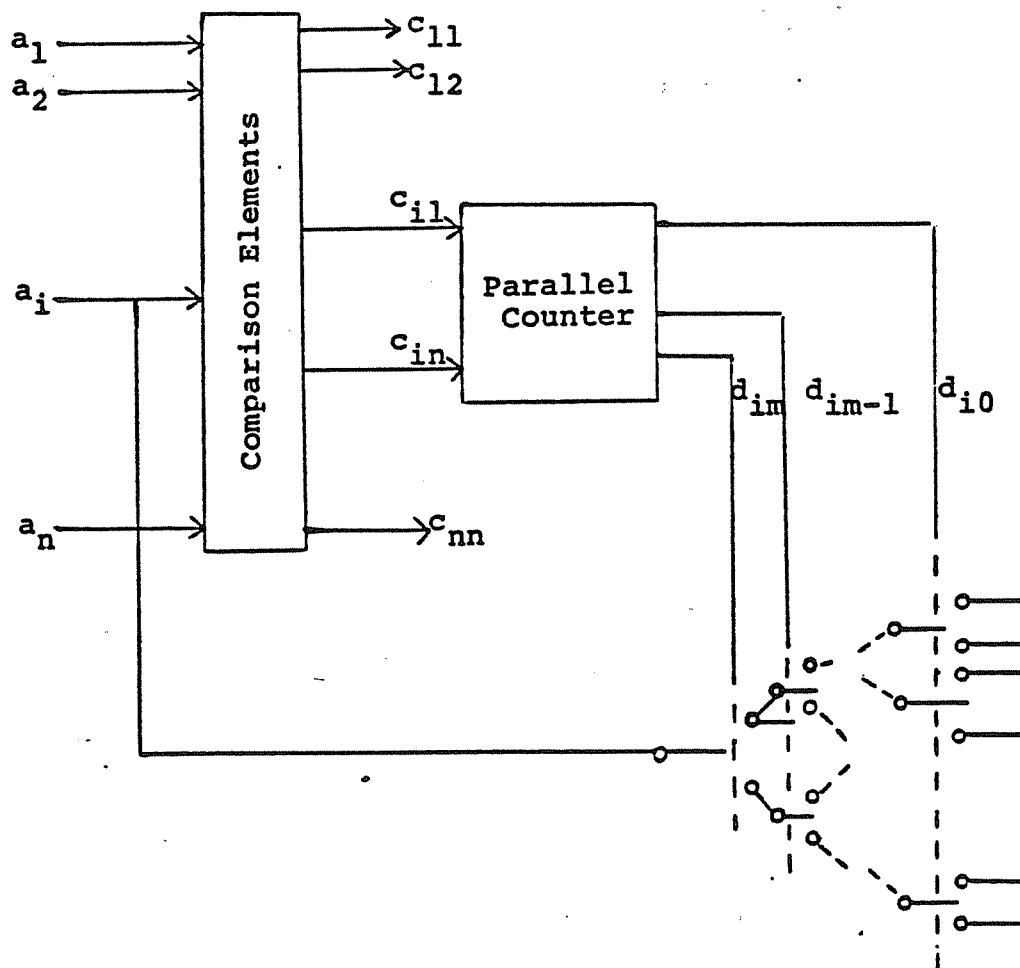 a1
a2
ai
an
Comparison Elements
c11
c12
ci1
cin
cnn
Parallel
Counter
dim
dim-1
di0